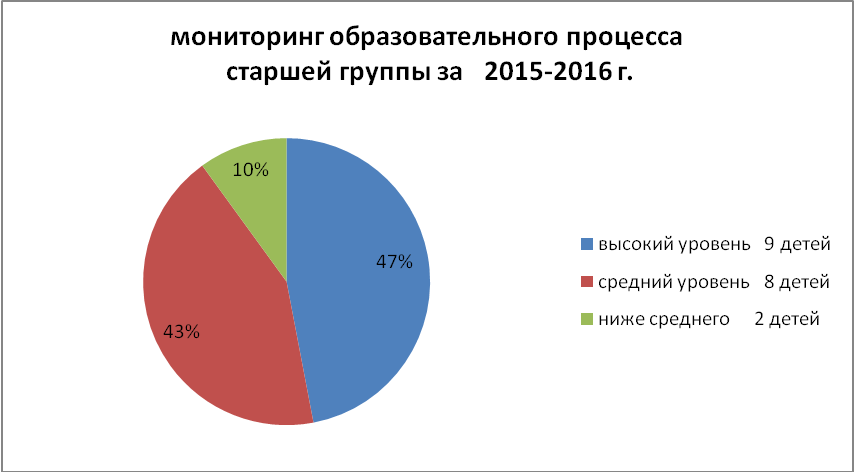 мониторинг образовательного процесса
старшей группы за 2015-2016 г.
10%
47%
43%
высокий уровень 9 детей
средний уровень 8 детей
ниже среднего 2 детей